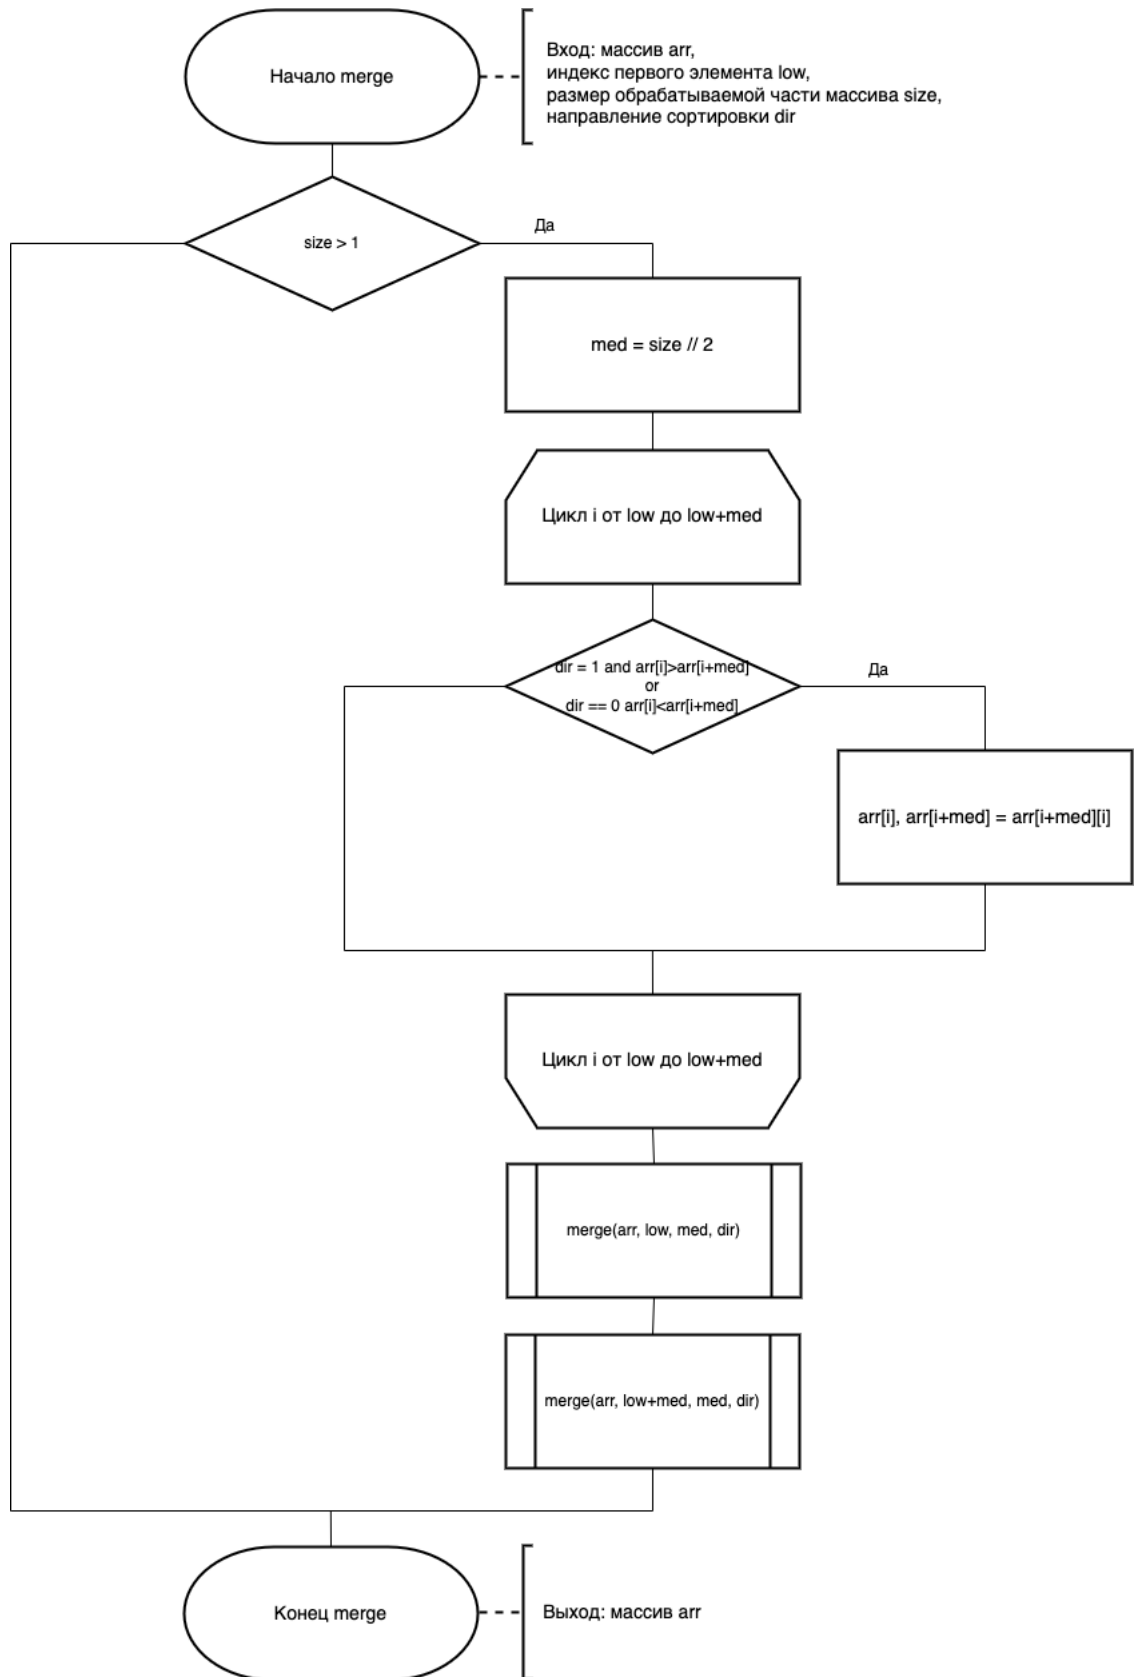 Начало merge
Вход: массив arr,
индекс первого элемента low,
размер обрабатываемой части массива size,
направление сортировки dir
size > 1
Да
med = size // 2
Цикл i от low до low+med
dir = 1 and arr[i]>arr[i+med]
or
dir == 0 arr[i]<arr[i+med]
Да
arr[i], arr[i+med] = arr[i+med][i]
Цикл i от low до low+med
merge(arr, low, med, dir)
merge(arr, low+med, med, dir)
Конец merge
Выход: массив arr